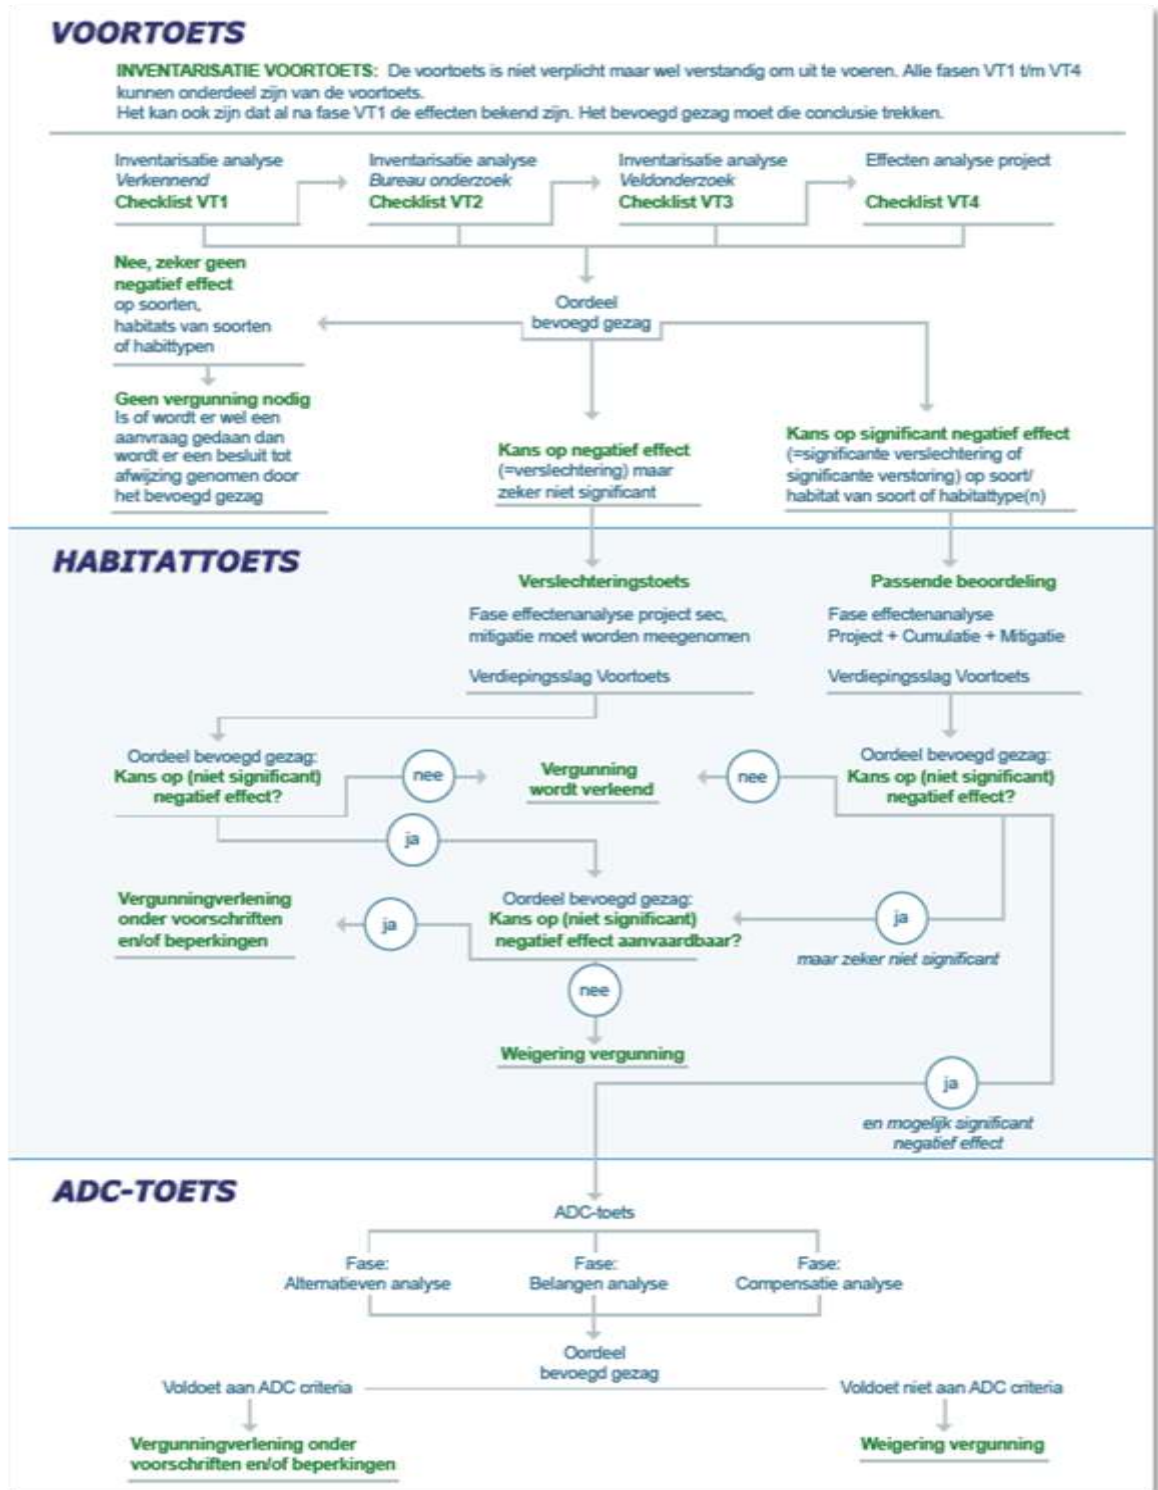 VOORTOETS
INVENTARISATIE VOORTOETS: De voortoets is niet verplicht maar wel verstandig om uit te voeren. Alle fasen VT1 t/m VT4
kunnen onderdeel zijn van de voortoets.
Het kan ook zijn dat al na fase VT1 de effecten bekend zijn. Het bevoegd gezag moet die conclusie trekken.
Inventarisatie analyse
Verkennend
Checklist VT1
Inventarisatie analyse
Bureau onderzoek
Checklist VT2
Inventarisatie analyse
Veldonderzoek
Checklist VT3
Effecten analyse project
Checklist VT4
Nee, zeker geen
negatief effect
op soorten,
habitats van soorten
of habittypen
Oordeel
bevoegd gezag
Geen vergunning nodig
Is of wordt er wel een
aanvraag gedaan dan
wordt er een besluit tot
afwijzing genomen door
het bevoegd gezag
Kans op negatief effect
(=verslechtering) maar
zeker niet significant
Kans op significant negatief effect
(=significante verslechtering of
significante verstoring) op soort/
habitat van soort of habitattype(n)
HABITATTOETS
Verslechteringstoets
Fase effectenanalyse project sec,
mitigatie moet worden meegenomen
Verdiepingsslag Voortoets
Passende beoordeling
Fase effectenanalyse
Project + Cumulatie + Mitigatie
Verdiepingsslag Voortoets
Oordeel bevoegd gezag:
Kans op (niet significant)
negatief effect?
nee
Vergunning
wordt verleend
nee
Oordeel bevoegd gezag:
Kans op (niet significant)
negatief effect?
ja
Vergunningverlening
onder voorschriften
en/of beperkingen
ja
Oordeel bevoegd gezag:
Kans op (niet significant)
negatief effect aanvaardbaar?
ja
maar zeker niet significant
nee
Weigering vergunning
ja
en mogelijk significant
negatief effect
ADC-TOETS
ADC-toets
Fase:
Alternatieven analyse
Fase:
Belangen analyse
Fase:
Compensatie analyse
Oordeel
bevoegd gezag
Voldoet aan ADC criteria
Voldoet niet aan ADC criteria
Vergunningverlening onder
voorschriften en/of beperkingen
Weigering vergunning